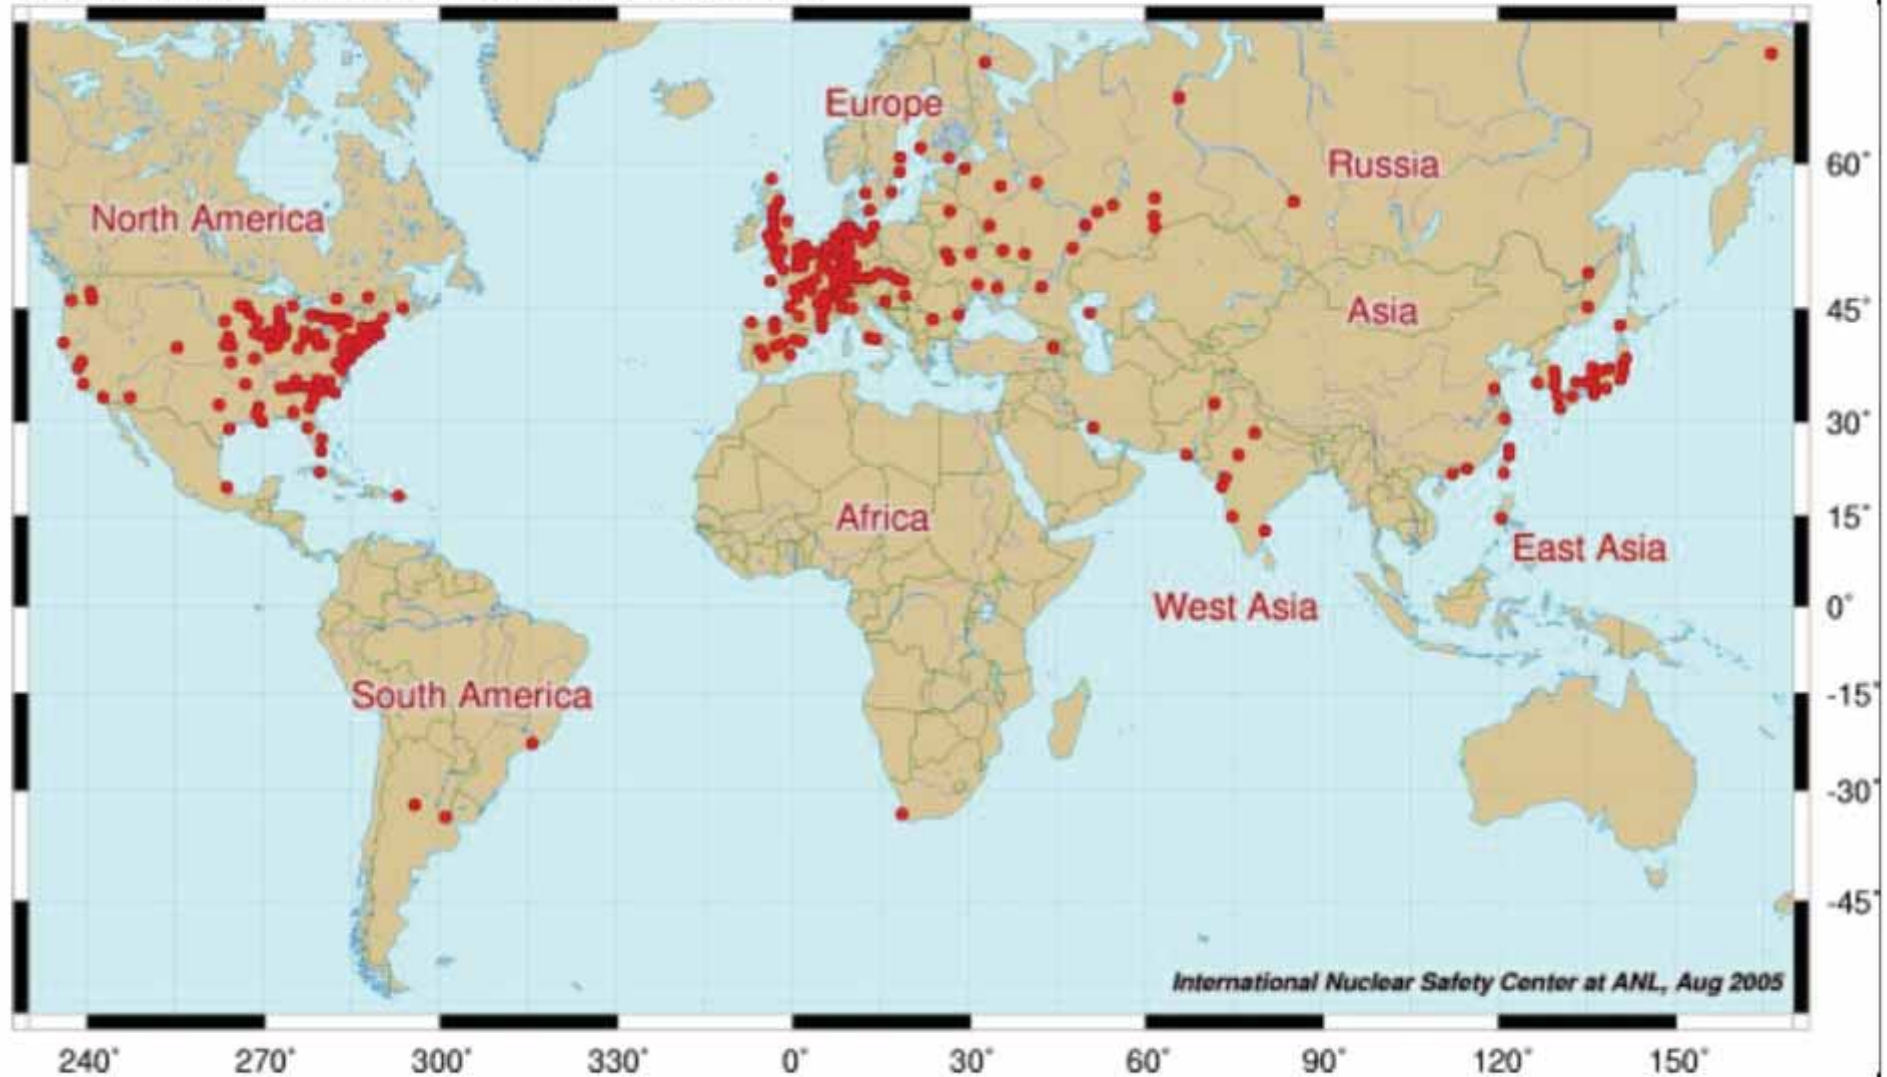 Europe
Russia
North America
Asia
Africa
East Asia
West Asia
South America
International Nuclear Safety Center at ANL, Aug 2005
60°
45°
30°
15°
0°
-15°
-30°
-45°
240° 270° 300° 330° 0° 30° 60° 90° 120° 150°